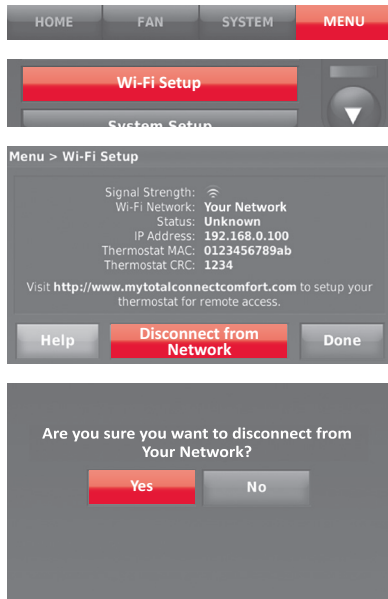 HOME FAN SYSTEM MENU
Wi-Fi Setup
System Setup
Menu > Wi-Fi Setup
Signal Strength:
Wi-Fi Network: Your Network
Status: Unknown
IP Address: 192.168.0.100
Thermostat MAC: 0123456789ab
Thermostat CRC: 1234
Visit http://www.mytotalconnectcomfort.com to setup your
thermostat for remote access.
Help
Disconnect from
Network
Done
Are you sure you want to disconnect from
Your Network?
Yes No